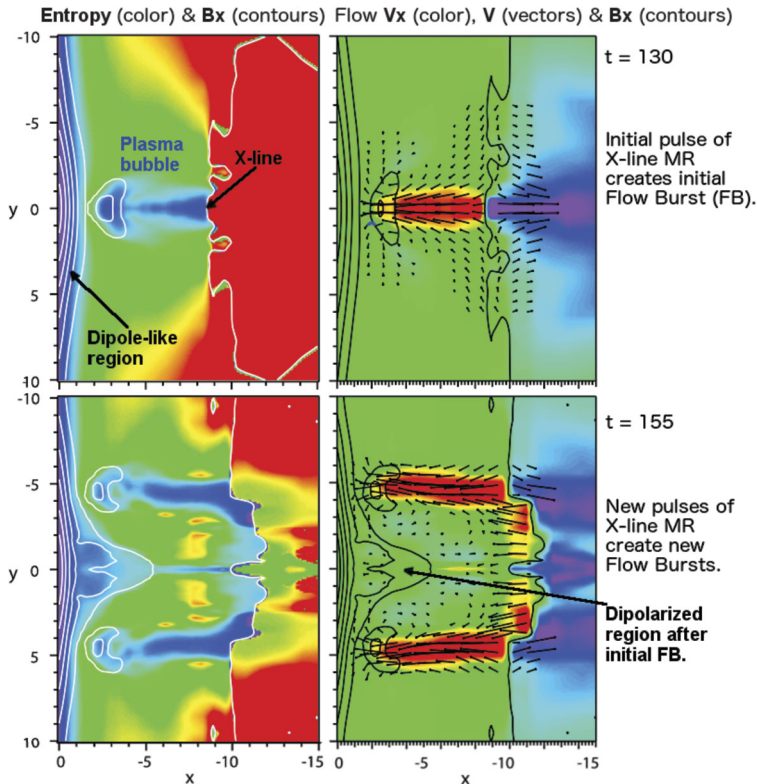 Entropy (color) & Bx (contours) Flow Vx (color), V (vectors) & Bx (contours)
t = 130
-10
-5
y 0
5
10
Plasma
bubble
X-line
Dipole-like
region
Initial pulse of
X-line MR
creates initial
Flow Burst (FB).
t = 155
-10
-5
y 0
5
10
New pulses of
X-line MR
create new
Flow Bursts.
Dipolarized
region after
initial FB.
0 -5 -10 -15
x
-0 -5 -10 -15
x